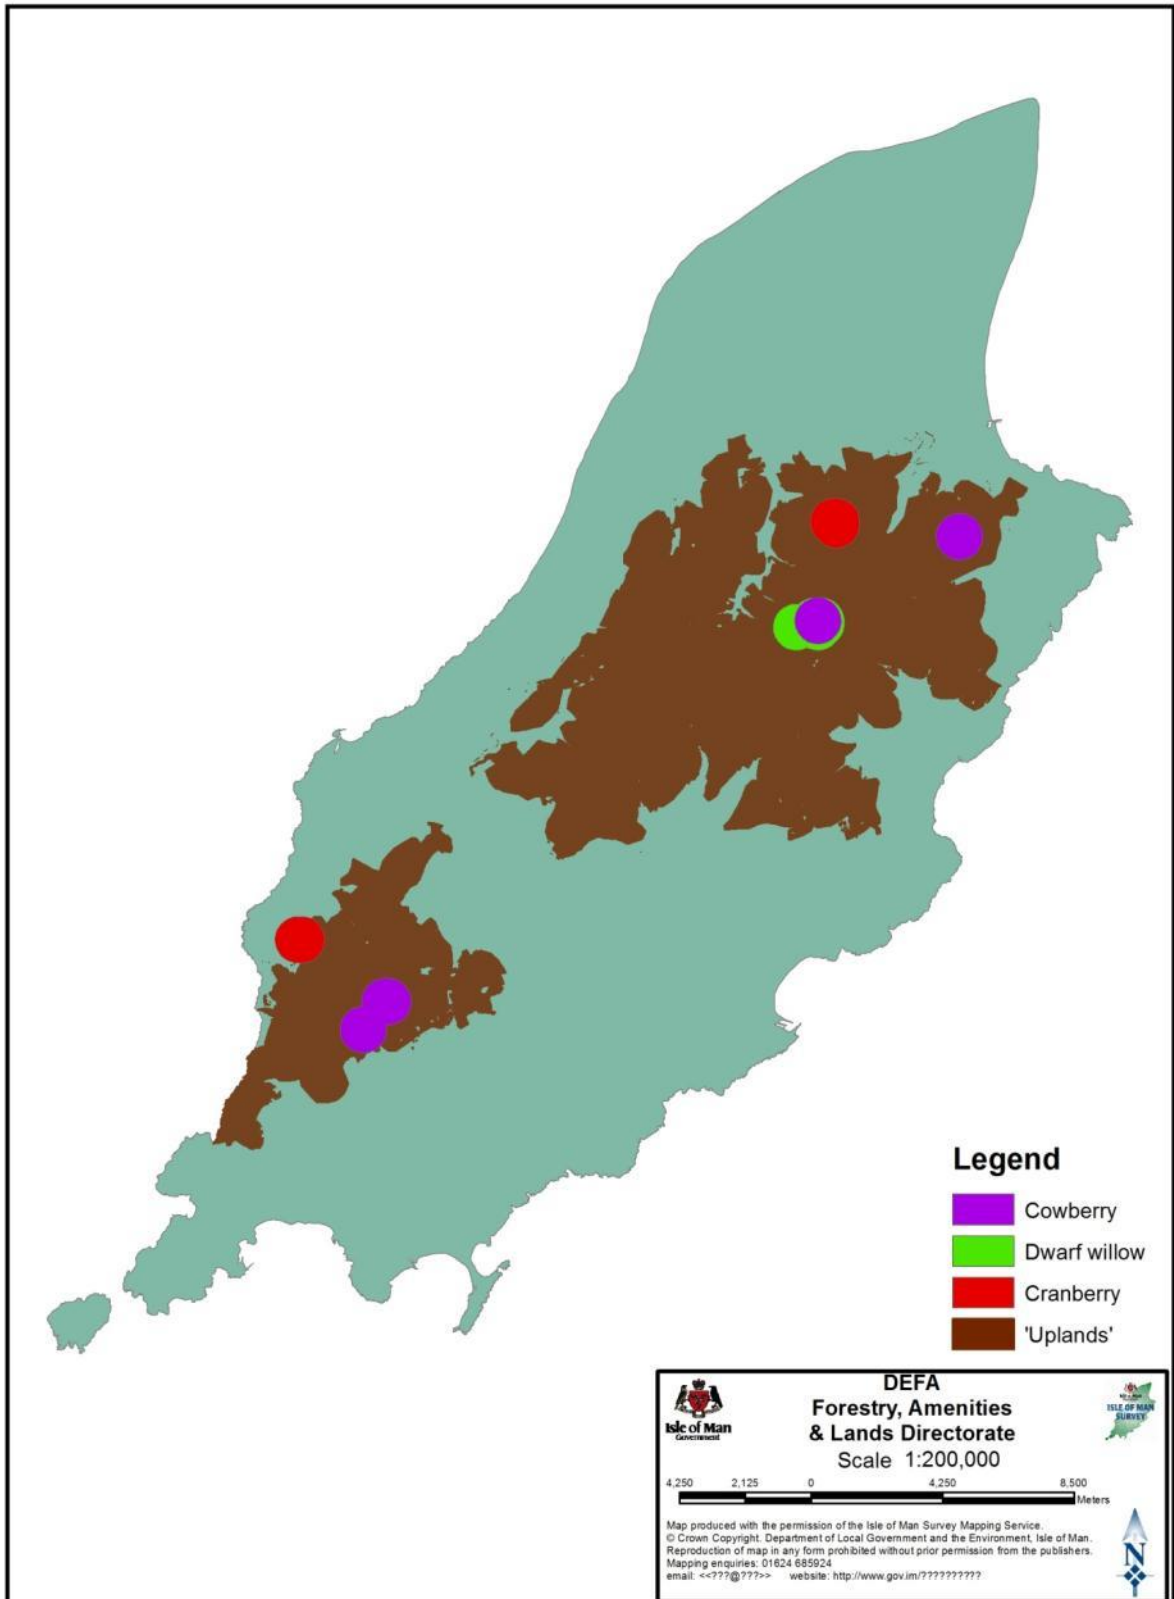 Legend
Cowberry
Dwarf willow
Cranberry
'Uplands'
DEFA
Forestry, Amenities
& Lands Directorate
Scale 1:200,000
Isle of Man
Government
ISLE OF MAN
SURVEY
4,250 2,125 0 4,250 8,500
Meters
Map produced with the permission of the Isle of Man Survey Mapping Service.
© Crown Copyright. Department of Local Government and the Environment, Isle of Man.
Reproduction of map in any form prohibited without prior permission from the publishers.
Mapping enquiries: 01624 685924
email: <<???@???>> website: http://www.gov.im/??????????
N